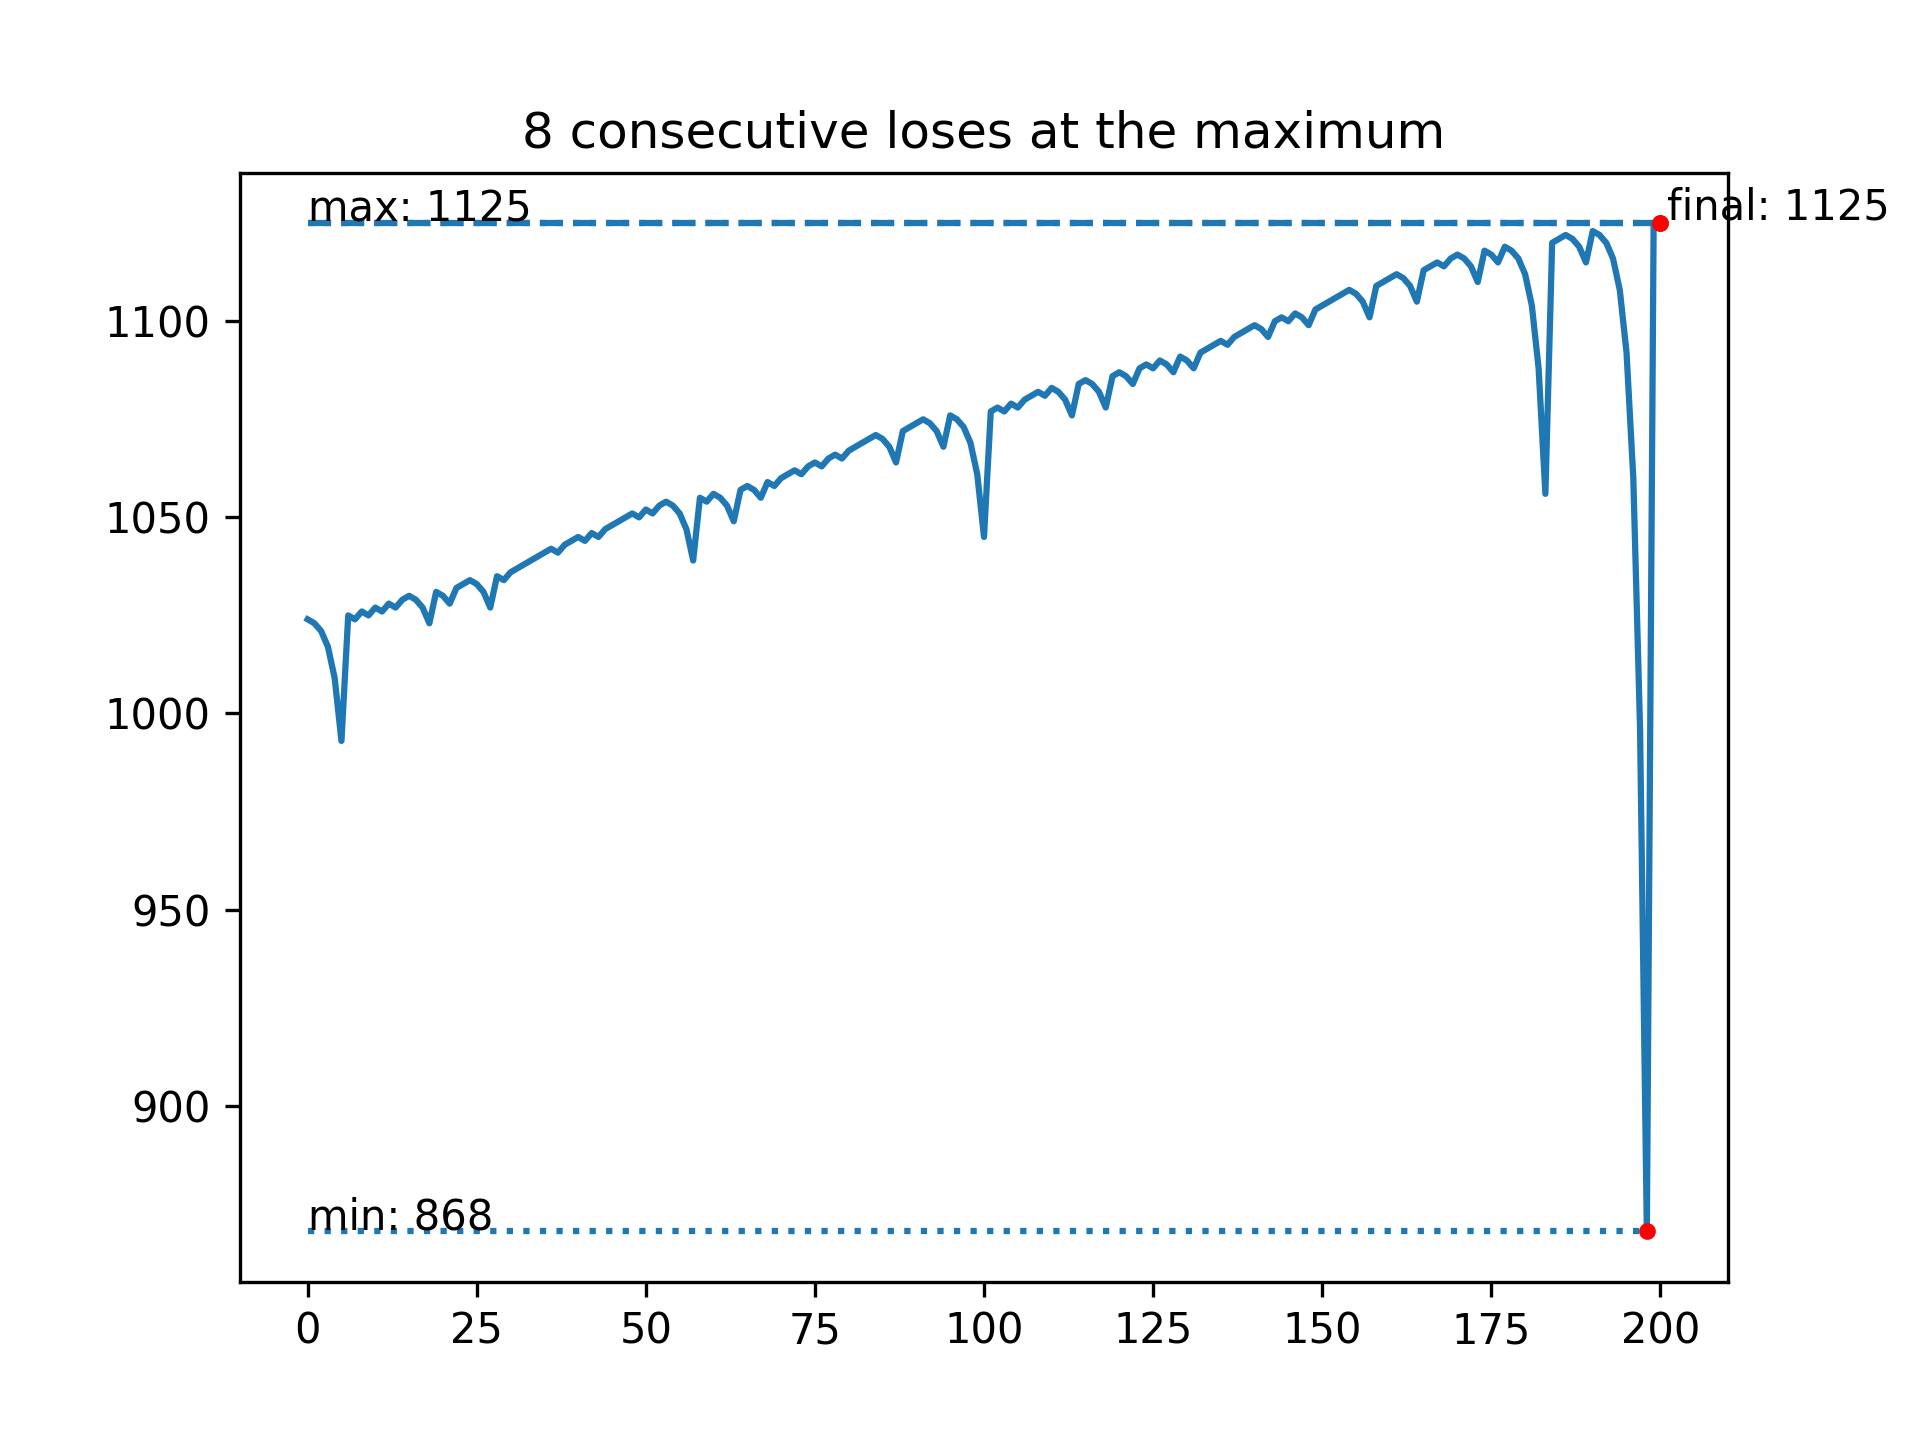 8 consecutive loses at the maximum
max: 1125
final: 1125
1100
1050
1000
950
900
min: 868
0 25 50 75 100 125 150 175 200